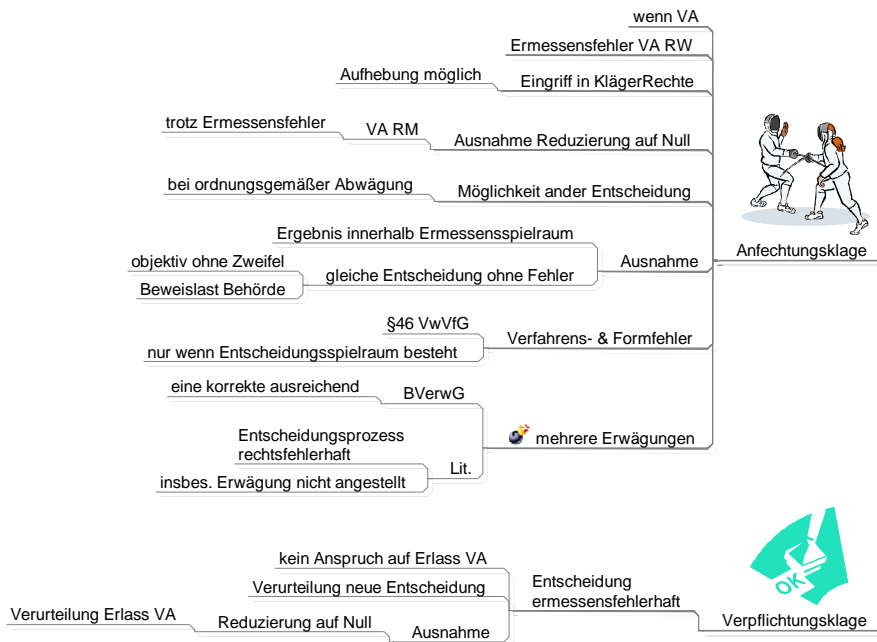 wenn VA
Ermessensfehler VA RW
Aufhebung möglich
Eingriff in KlägerRechte
trotz Ermessensfehler
VA RM
Ausnahme Reduzierung auf Null
bei ordnungsgemäßer Abwägung
Möglichkeit ander Entscheidung
Ergebnis innerhalb Ermessensspielraum
objektiv ohne Zweifel
Beweislast Behörde
gleiche Entscheidung ohne Fehler
Ausnahme
Anfechtungsklage
§46 VwVfG
nur wenn Entscheidungsspielraum besteht
Verfahrens- & Formfehler
eine korrekte ausreichend
BVerwG
mehrere Erwägungen
Entscheidungsprozess
rechtsfehlerhaft
Lit.
insbes. Erwägung nicht angestellt
OK
kein Anspruch auf Erlass VA
Verurteilung neue Entscheidung
Entscheidung
ermessensfehlerhaft
Verurteilung Erlass VA
Reduzierung auf Null
Ausnahme
Verpflichtungsklage